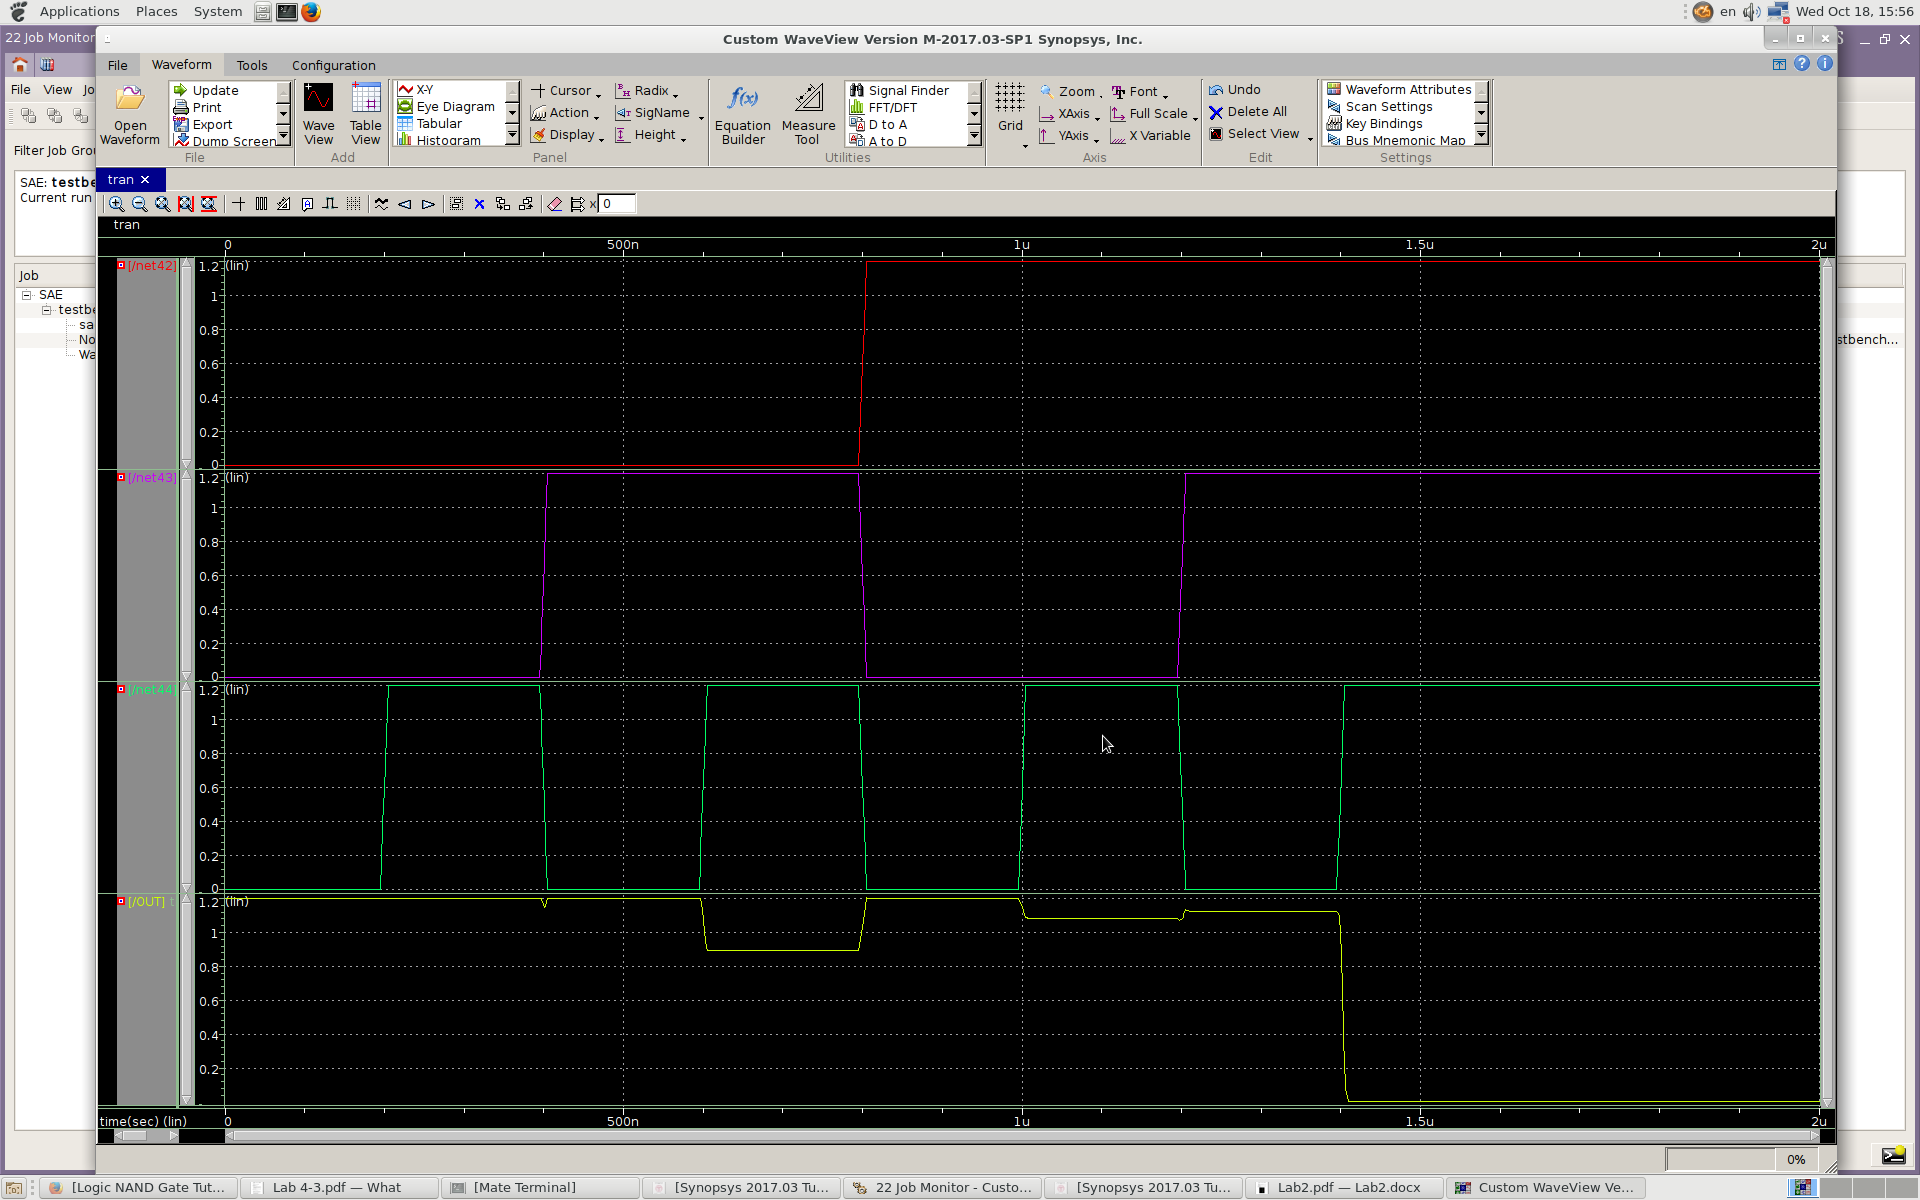 Applications Places System en Wed Oct 18, 15:56
22 Job Monitor
Custom WaveView Version M-2017.03-SP1 Synopsys, Inc.
S
File View Jo
Filter Job Grou
SAE: testbe
Current run
Job
SAE
testbe
sa
No
Wa
stbench...
File Waveform Tools Configuration
Open Waveform
Update
Print
Export
Dump Screen
File
Wave View
Table View
Add
X-Y
Eye Diagram
Tabular
Histogram
Cursor
Action
Display
Radix
SigName
Height
Panel
f(x)
Equation Builder
Measure Tool
Signal Finder
FFT/DFT
D to A
A to D
Utilities
Grid
Zoom
XAxis
YAxis
Font
Full Scale
X Variable
Axis
Undo
Delete All
Select View
Edit
Waveform Attributes
Scan Settings
Key Bindings
Bus Mnemonic Map
Settings
tran
x 0
tran
0 500n 1u 1.5u 2u
[/net42] 1.2 (lin)
1
0.8
0.6
0.4
0.2
0
[/net43] 1.2 (lin)
1
0.8
0.6
0.4
0.2
0
[/net44] 1.2 (lin)
1
0.8
0.6
0.4
0.2
0
[/OUT] t 1.2 (lin)
1
0.8
0.6
0.4
0.2
time(sec) (lin) 0 500n 1u 1.5u 2u
0%
[Logic NAND Gate Tut... Lab 4-3.pdf — What [Mate Terminal] [Synopsys 2017.03 Tu... 22 Job Monitor - Custo... [Synopsys 2017.03 Tu... Lab2.pdf — Lab2.docx Custom WaveView Ve...